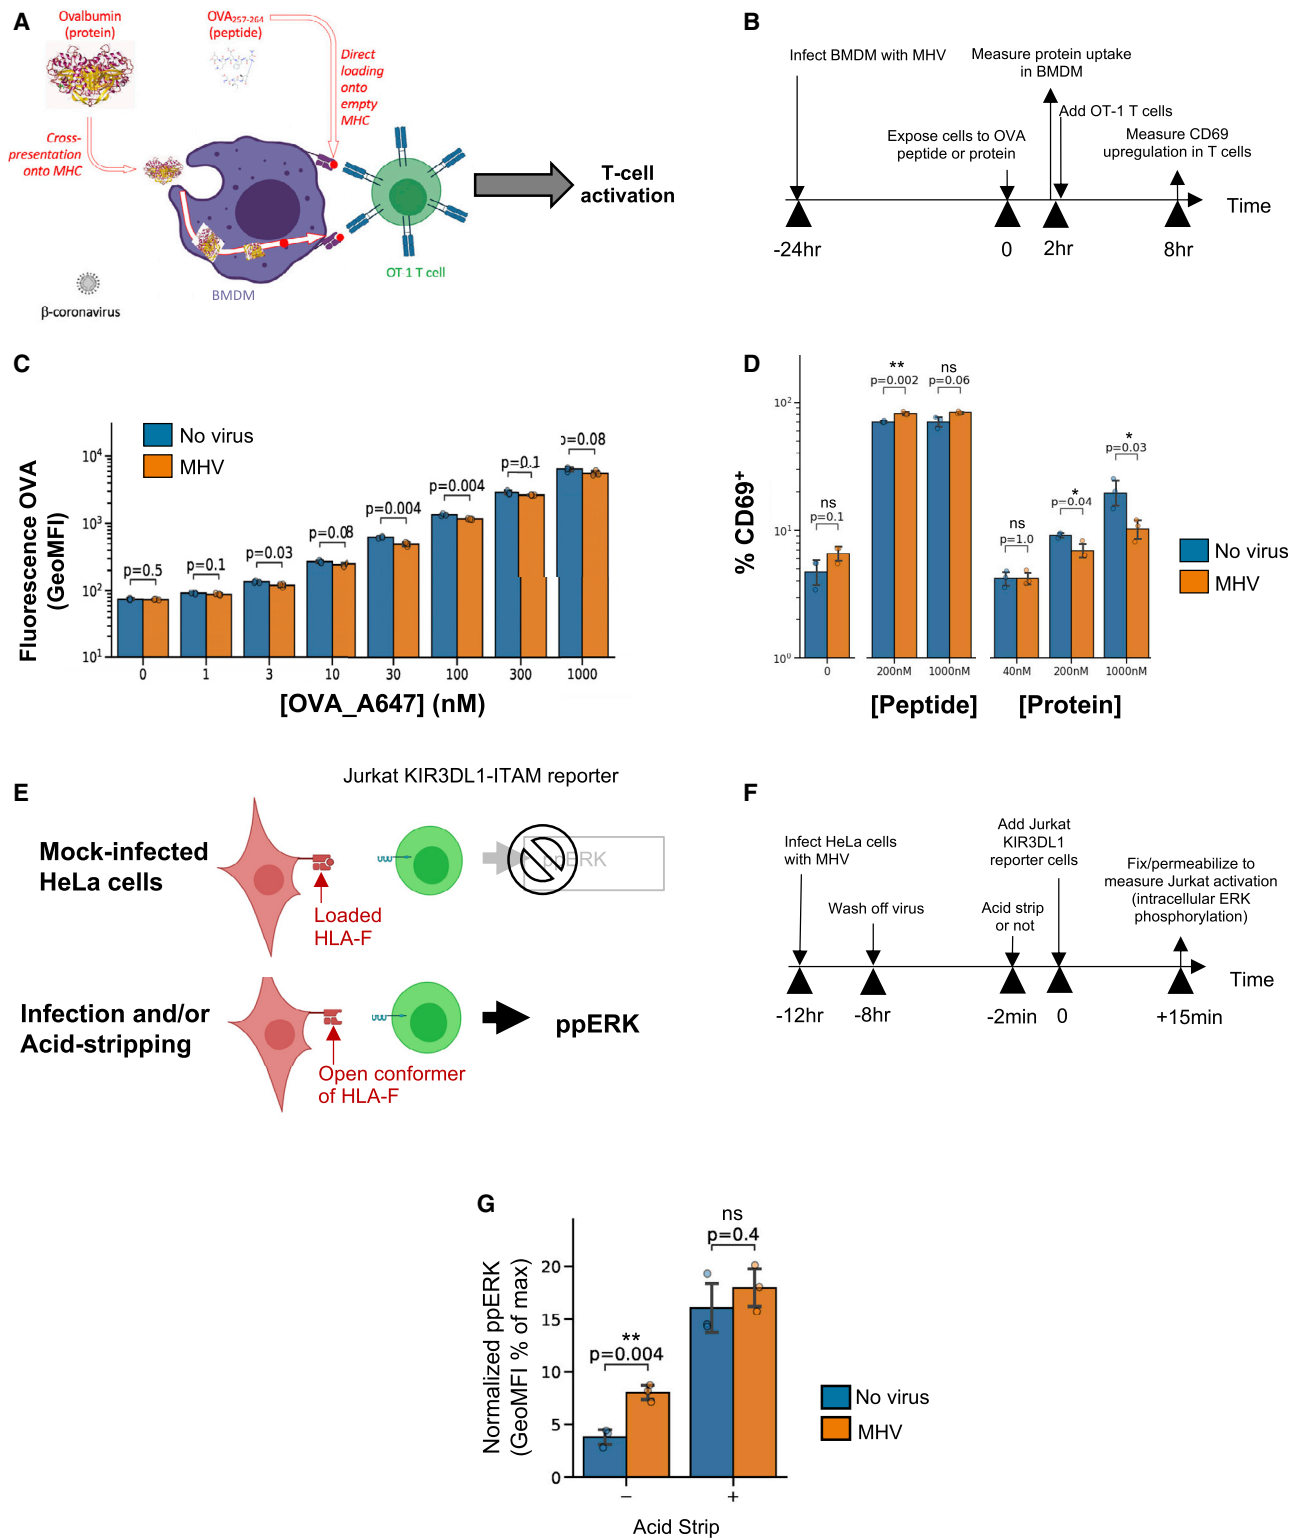 A
Ovalbumin
(protein)
OVA257-264
(peptide)
Direct
loading
onto
empty
MHC
Cross-
presentation
onto MHC
T-cell
activation
OT-1 T cell
BMDM
β-coronavirus
B
Infect BMDM with MHV
Measure protein uptake
in BMDM
Add OT-1 T cells
Expose cells to OVA
peptide or protein
Measure CD69
upregulation in T cells
Time
-24hr
0
2hr
8hr
C
No virus
MHV
Fluorescence OVA
(GeoMFI)
10⁴
10³
10²
10¹
p=0.5
p=0.1
p=0.03
p=0.08
p=0.004
p=0.004
p=0.1
p=0.08
0
1
3
10
30
100
300
1000
[OVA_A647] (nM)
D
% CD69⁺
10²
10¹
10⁰
ns
p=0.1
**
p=0.002
ns
p=0.06
ns
p=1.0
*
p=0.04
*
p=0.03
0
200nM
1000nM
40nM
200nM
1000nM
[Peptide]
[Protein]
No virus
MHV
E
Jurkat KIR3DL1-ITAM reporter
Mock-infected
HeLa cells
ppERK
Loaded
HLA-F
Infection and/or
Acid-stripping
ppERK
Open conformer
of HLA-F
F
Infect HeLa cells
with MHV
Wash off virus
Add Jurkat
KIR3DL1
reporter cells
Acid strip
or not
Fix/permeabilize to
measure Jurkat activation
(intracellular ERK
phosphorylation)
Time
-12hr
-8hr
-2min
0
+15min
G
Normalized ppERK
(GeoMFI % of max)
20
15
10
5
0
**
p=0.004
ns
p=0.4
−
+
Acid Strip
No virus
MHV